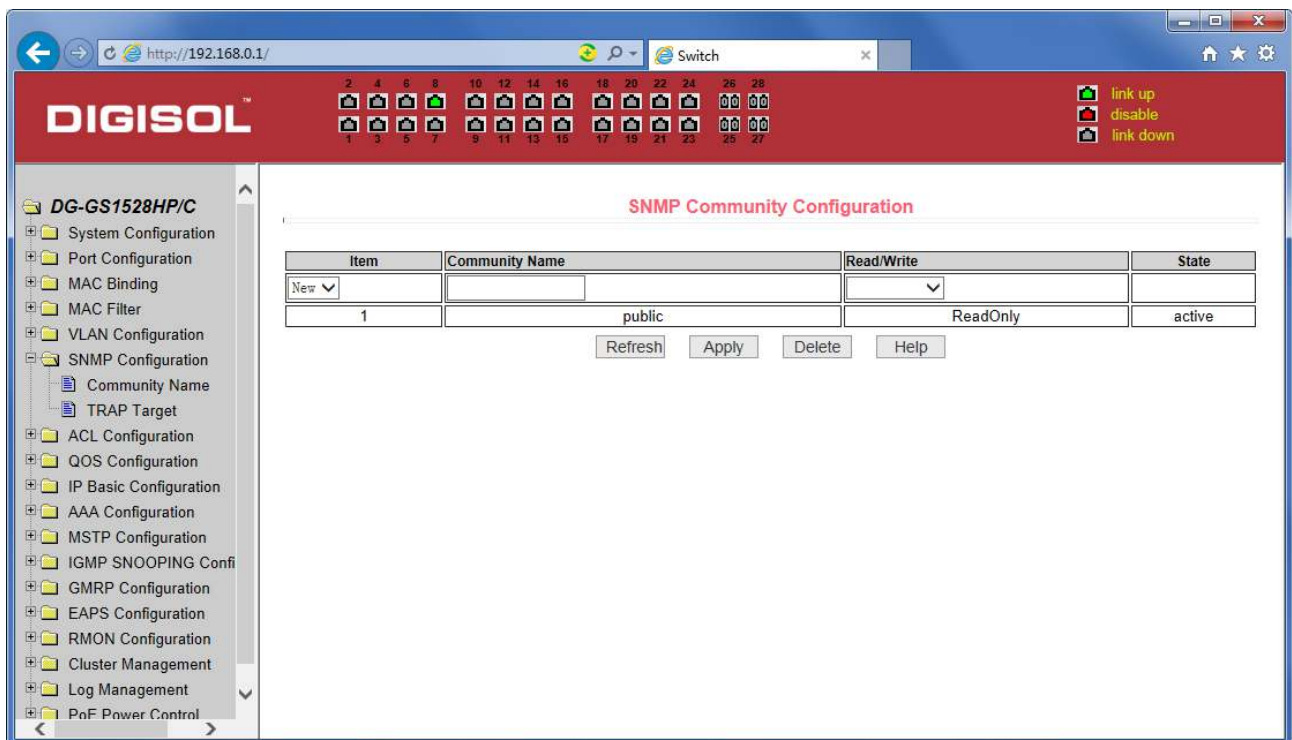 http://192.168.0.1/
Switch
DIGISOL™
2 4 6 8 10 12 14 16 18 20 22 24 26 28
1 3 5 7 9 11 13 15 17 19 21 23 25 27
link up
disable
link down
DG-GS1528HP/C
System Configuration
Port Configuration
MAC Binding
MAC Filter
VLAN Configuration
SNMP Configuration
Community Name
TRAP Target
ACL Configuration
QOS Configuration
IP Basic Configuration
AAA Configuration
MSTP Configuration
IGMP SNOOPING Confi
GMRP Configuration
EAPS Configuration
RMON Configuration
Cluster Management
Log Management
PoE Power Control
SNMP Community Configuration
Item Community Name Read/Write State
New
1 public ReadOnly active
Refresh Apply Delete Help